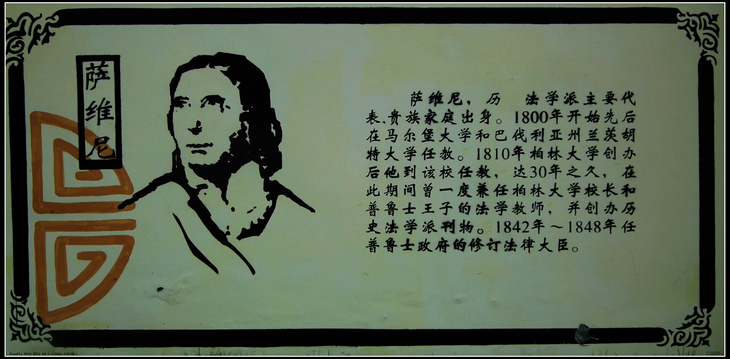 萨维尼
萨维尼，历 法学派主要代
表.贵族家庭出身。1800年开始先后
在马尔堡大学和巴伐利亚州兰茨胡
特大学任教。1810年柏林大学创办
后他到该校任教，达30年之久，在
此期间曾一度兼任柏林大学校长和
普鲁士王子的法学教师，并创办历
史法学派刊物。1842年～1848年任
普鲁士政府的修订法律大臣。